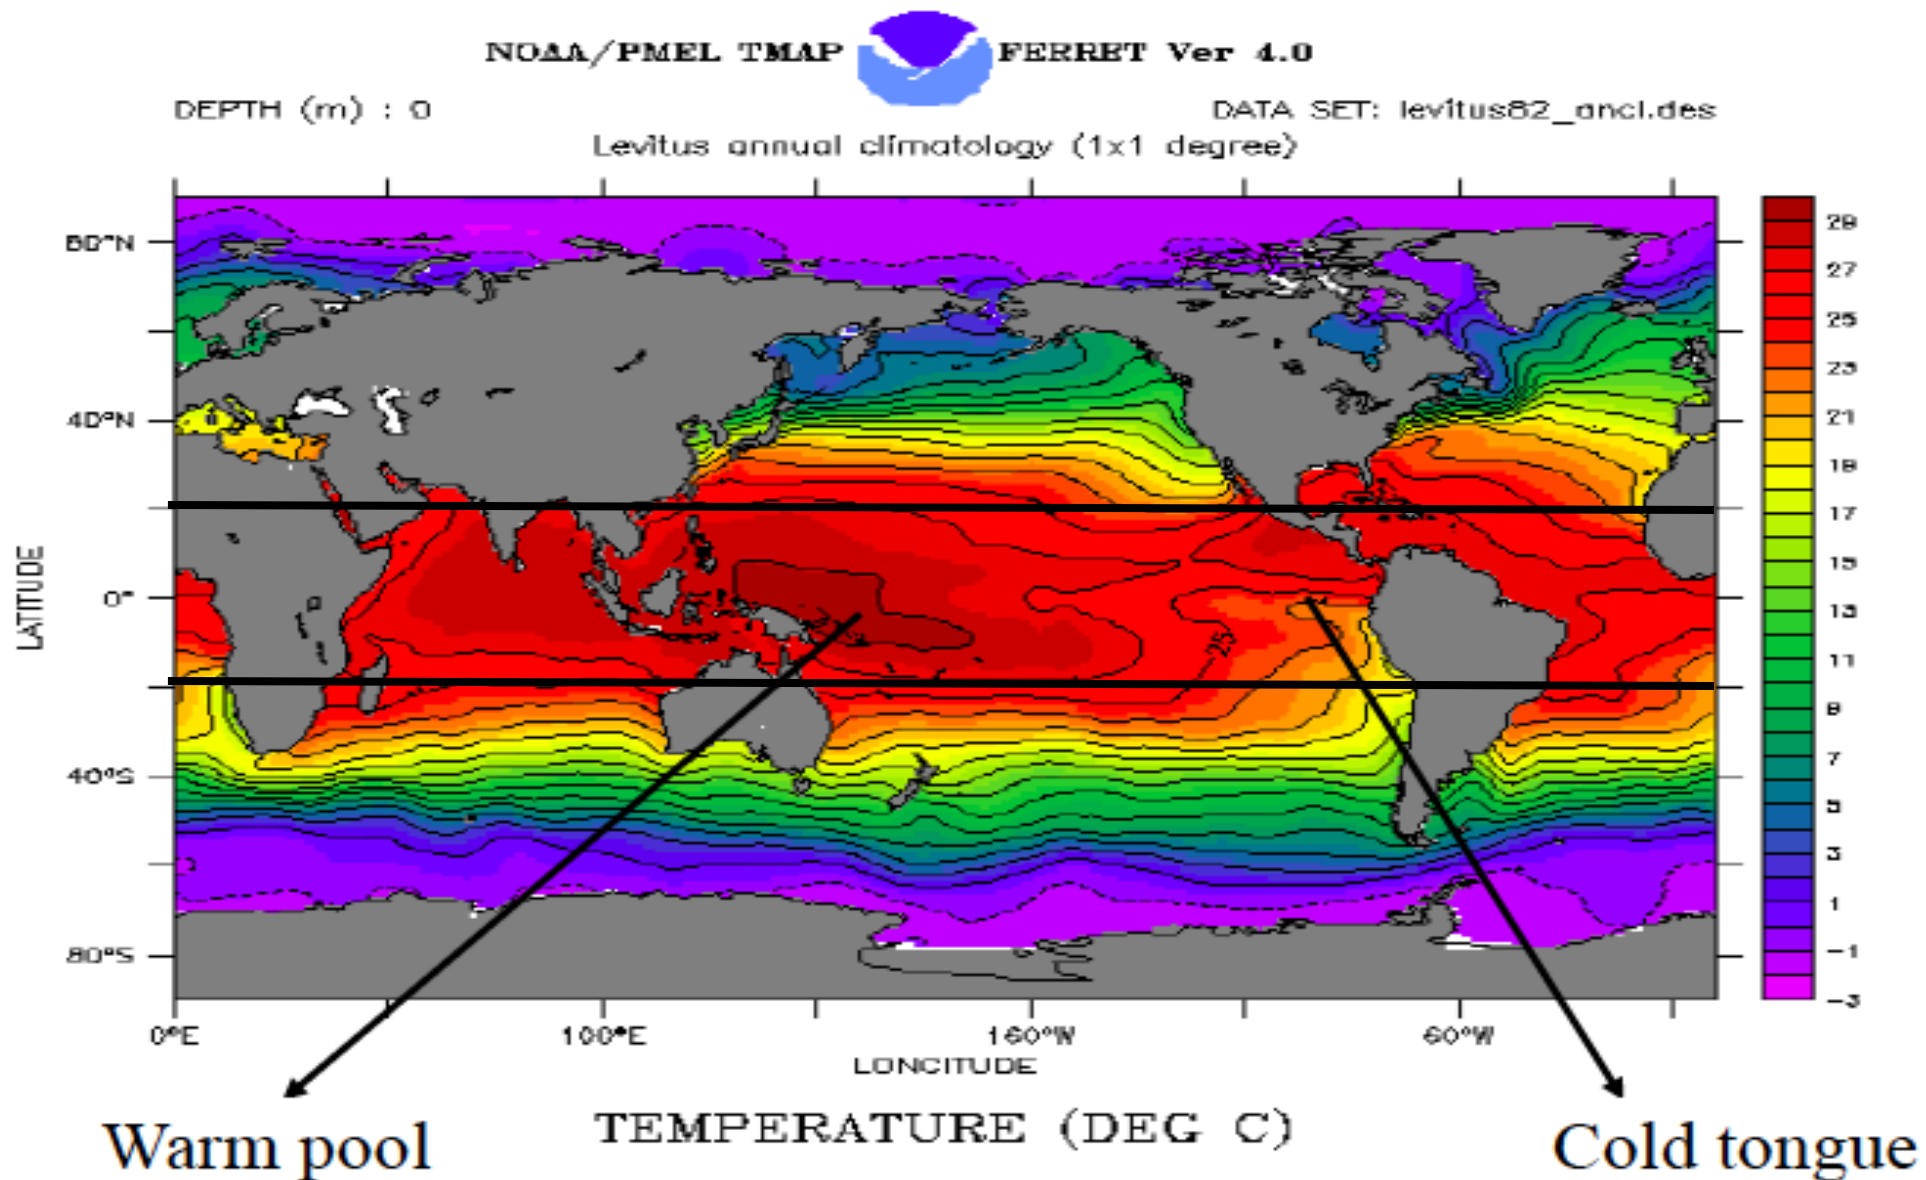 NOAA/PMEL TMAP FERRET Ver 4.0
DEPTH (m) : 0
DATA SET: levitus82_ancl.des
Levitus annual climatology (1x1 degree)
80°N
40°N
0°
40°S
80°S
LATITUDE
25
29
27
25
23
21
19
17
15
13
11
9
7
5
3
1
-1
-3
0°E 100°E 160°W 60°W
LONGITUDE
TEMPERATURE (DEG C)
Warm pool
Cold tongue